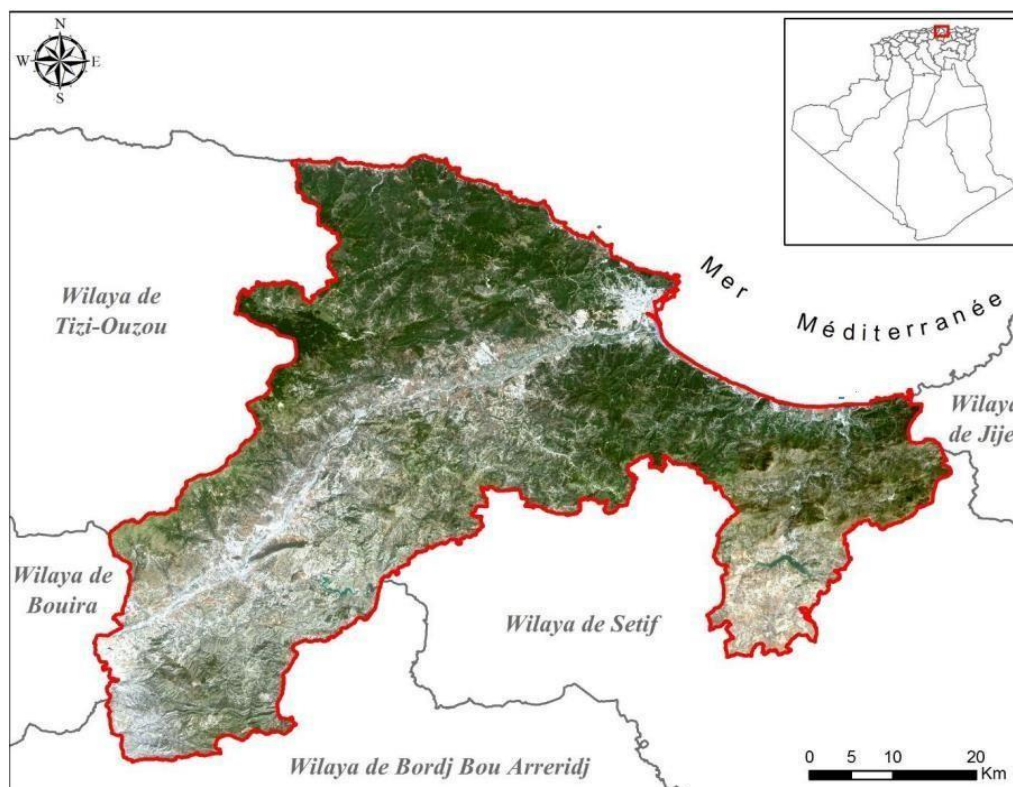 N
W E
S
Mer
Méditerranée
Wilaya de
Tizi-Ouzou
Wilaya
de Jije
Wilaya de
Bouira
Wilaya de Setif
Wilaya de Bordj Bou Arreridj
0 5 10 20
Km